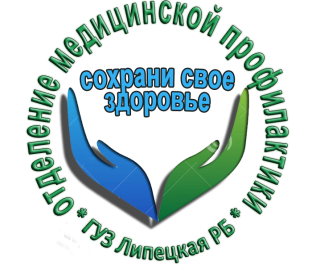 * отделение медицинской профилактики *
сохрани свое
здоровье
ГУЗ Липецкая РБ